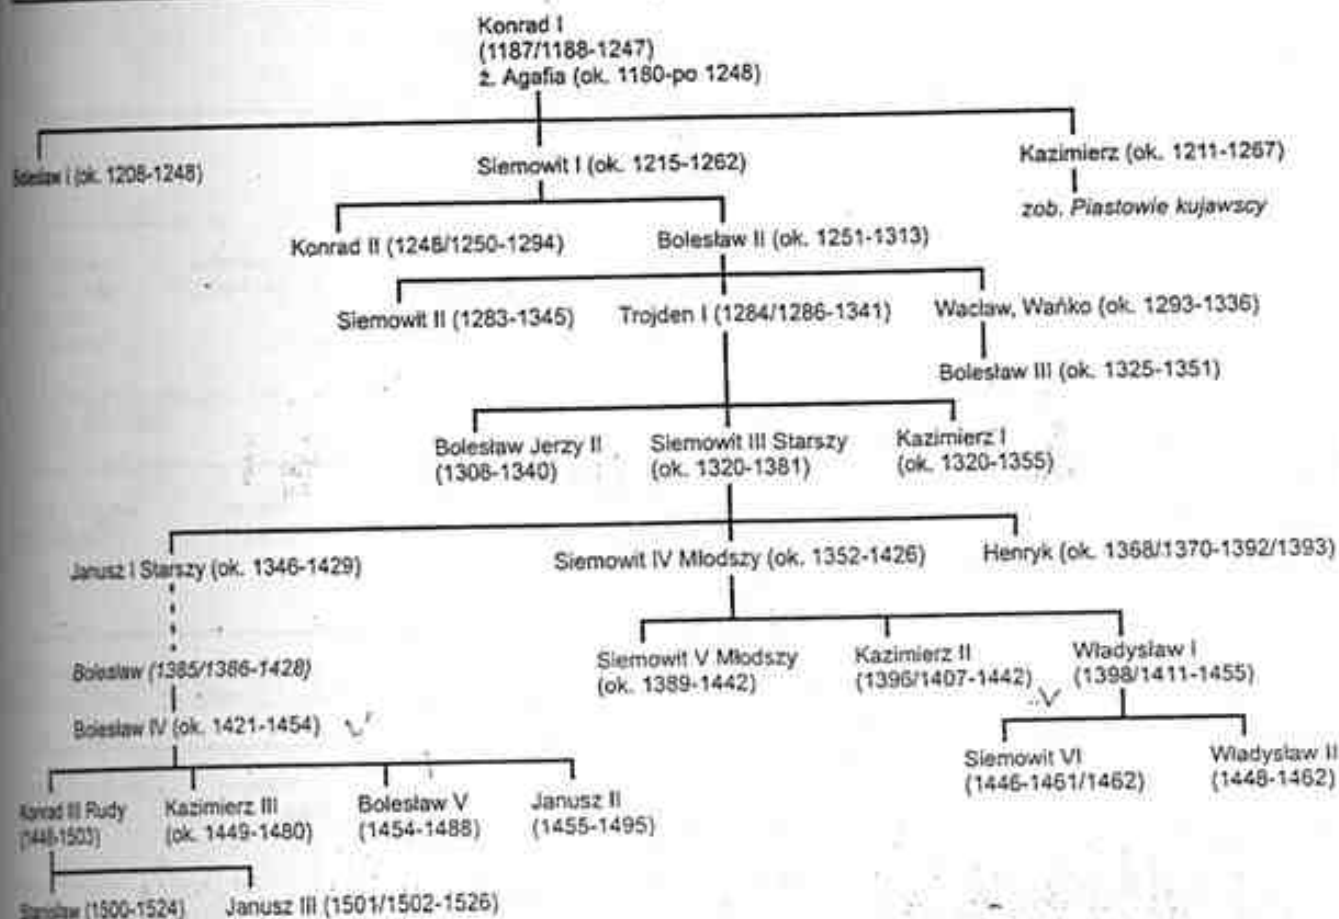 Konrad I
(1187/1188-1247)
ż. Agafia (ok. 1180-po 1248)
Bolesław I (ok. 1208-1248)
Siemowit I (ok. 1215-1262)
Kazimierz (ok. 1211-1267)
zob. Piastowie kujawscy
Konrad II (1248/1250-1294)
Bolesław II (ok. 1251-1313)
Siemowit II (1283-1345)
Trojden I (1284/1286-1341)
Wacław, Wańko (ok. 1293-1336)
Bolesław III (ok. 1325-1351)
Bolesław Jerzy II
(1308-1340)
Siemowit III Starszy
(ok. 1320-1381)
Kazimierz I
(ok. 1320-1355)
Janusz I Starszy (ok. 1346-1429)
Siemowit IV Młodszy (ok. 1352-1426)
Henryk (ok. 1368/1370-1392/1393)
Bolesław (1385/1386-1428)
Siemowit V Młodszy
(ok. 1389-1442)
Kazimierz II
(1396/1407-1442)
Władysław I
(1398/1411-1455)
Bolesław IV (ok. 1421-1454)
Siemowit VI
(1446-1461/1462)
Władysław II
(1448-1462)
Konrad III Rudy
(1448-1503)
Kazimierz III
(ok. 1449-1480)
Bolesław V
(1454-1488)
Janusz II
(1455-1495)
Stanisław (1500-1524)
Janusz III (1501/1502-1526)